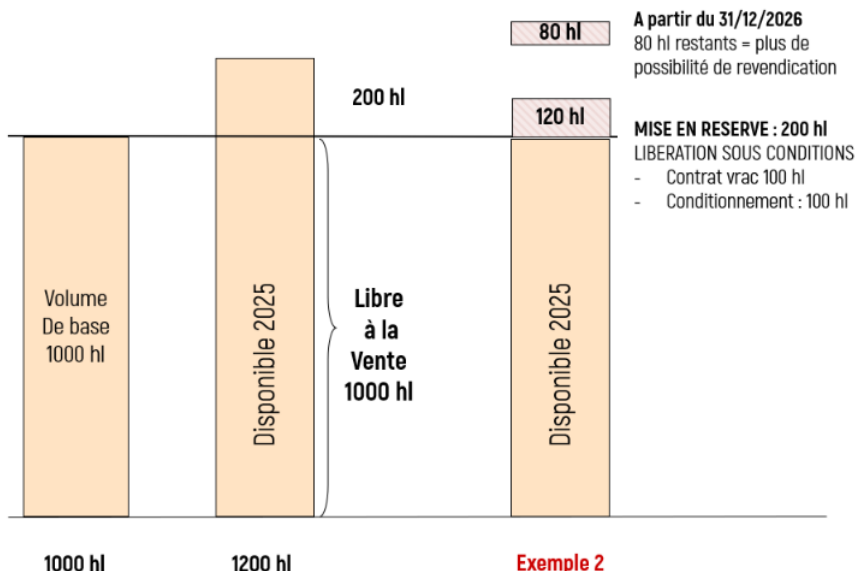 80 hl
A partir du 31/12/2026
80 hl restants = plus de
possibilité de revendication
200 hl
120 hl
MISE EN RESERVE : 200 hl
LIBERATION SOUS CONDITIONS
- Contrat vrac 100 hl
- Conditionnement : 100 hl
Volume
De base
1000 hl
Disponible 2025
Libre
à la
Vente
1000 hl
Disponible 2025
1000 hl
1200 hl
Exemple 2